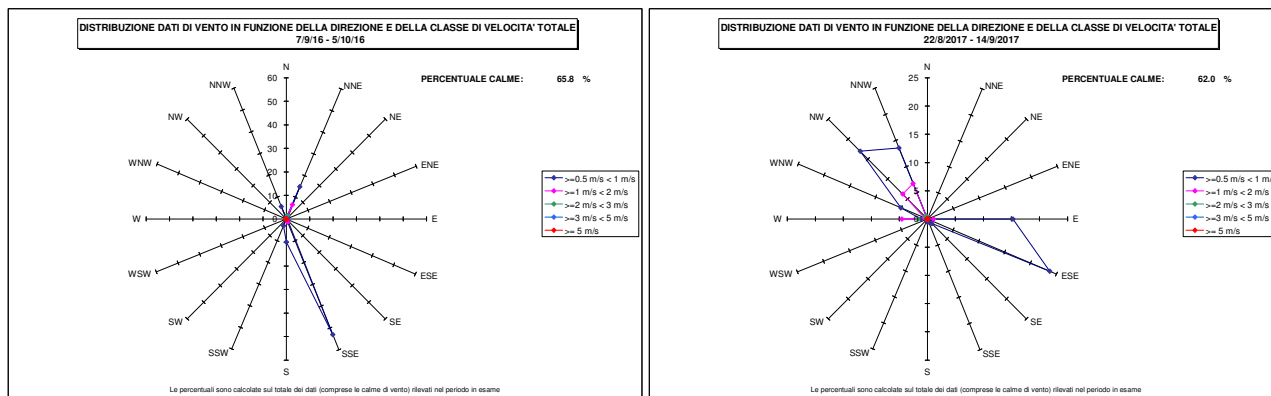 DISTRIBUZIONE DATI DI VENTO IN FUNZIONE DELLA DIREZIONE E DELLA CLASSE DI VELOCITA' TOTALE
7/9/16 - 5/10/16
PERCENTUALE CALME: 65.8 %
N
NNE
NE
ENE
E
ESE
SE
SSE
S
SSW
SW
WSW
W
WNW
NW
NNW
60
50
40
30
20
10
0
>=0.5 m/s < 1 m/s
>=1 m/s < 2 m/s
>=2 m/s < 3 m/s
>=3 m/s < 5 m/s
>= 5 m/s
Le percentuali sono calcolate sul totale dei dati (comprese le calme di vento) rilevati nel periodo in esame
DISTRIBUZIONE DATI DI VENTO IN FUNZIONE DELLA DIREZIONE E DELLA CLASSE DI VELOCITA' TOTALE
22/8/2017 - 14/9/2017
PERCENTUALE CALME: 62.0 %
N
NNE
NE
ENE
E
ESE
SE
SSE
S
SSW
SW
WSW
W
WNW
NW
NNW
25
20
15
10
5
0
>=0.5 m/s < 1 m/s
>=1 m/s < 2 m/s
>=2 m/s < 3 m/s
>=3 m/s < 5 m/s
>= 5 m/s
Le percentuali sono calcolate sul totale dei dati (comprese le calme di vento) rilevati nel periodo in esame